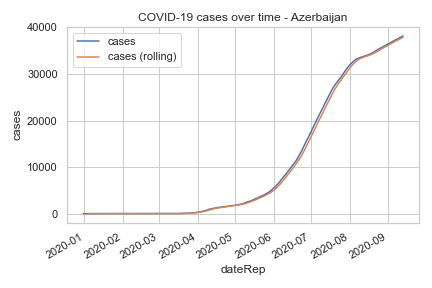 COVID-19 cases over time - Azerbaijan
cases
cases (rolling)
40000
30000
20000
10000
0
cases
2020-01
2020-02
2020-03
2020-04
2020-05
2020-06
2020-07
2020-08
2020-09
dateRep